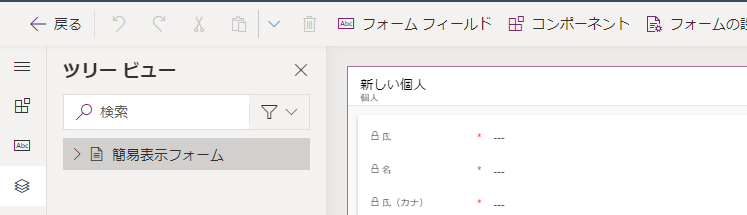 戻る Abc フォーム フィールド コンポーネント フォームの設
ツリー ビュー
検索
Abc
簡易表示フォーム
新しい個人
個人
氏 * ---
名 * ---
氏（カナ） * ---